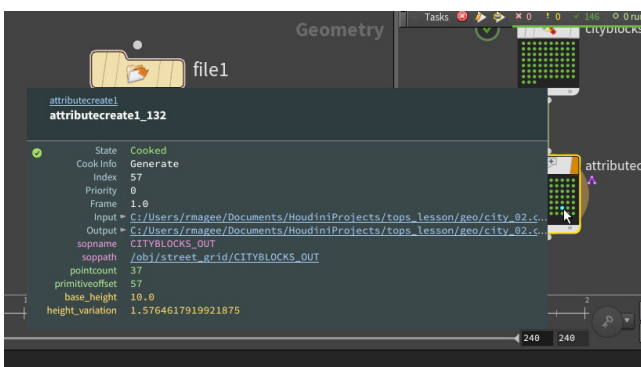 Tasks 0 0 146 0 ru
Geometry
cityblocks
file1
attributecreate1
attributecreate1_132
attributec
State Cooked
Cook Info Generate
Index 57
Priority 0
Frame 1.0
Input C:/Users/rmagee/Documents/HoudiniProjects/tops_lesson/geo/city_02.c...
Output C:/Users/rmagee/Documents/HoudiniProjects/tops_lesson/geo/city_02.c...
sopname CITYBLOCKS_OUT
soppath /obj/street_grid/CITYBLOCKS_OUT
pointcount 37
primitiveoffset 57
base_height 10.0
height_variation 1.5764617919921875
1 2
240 240